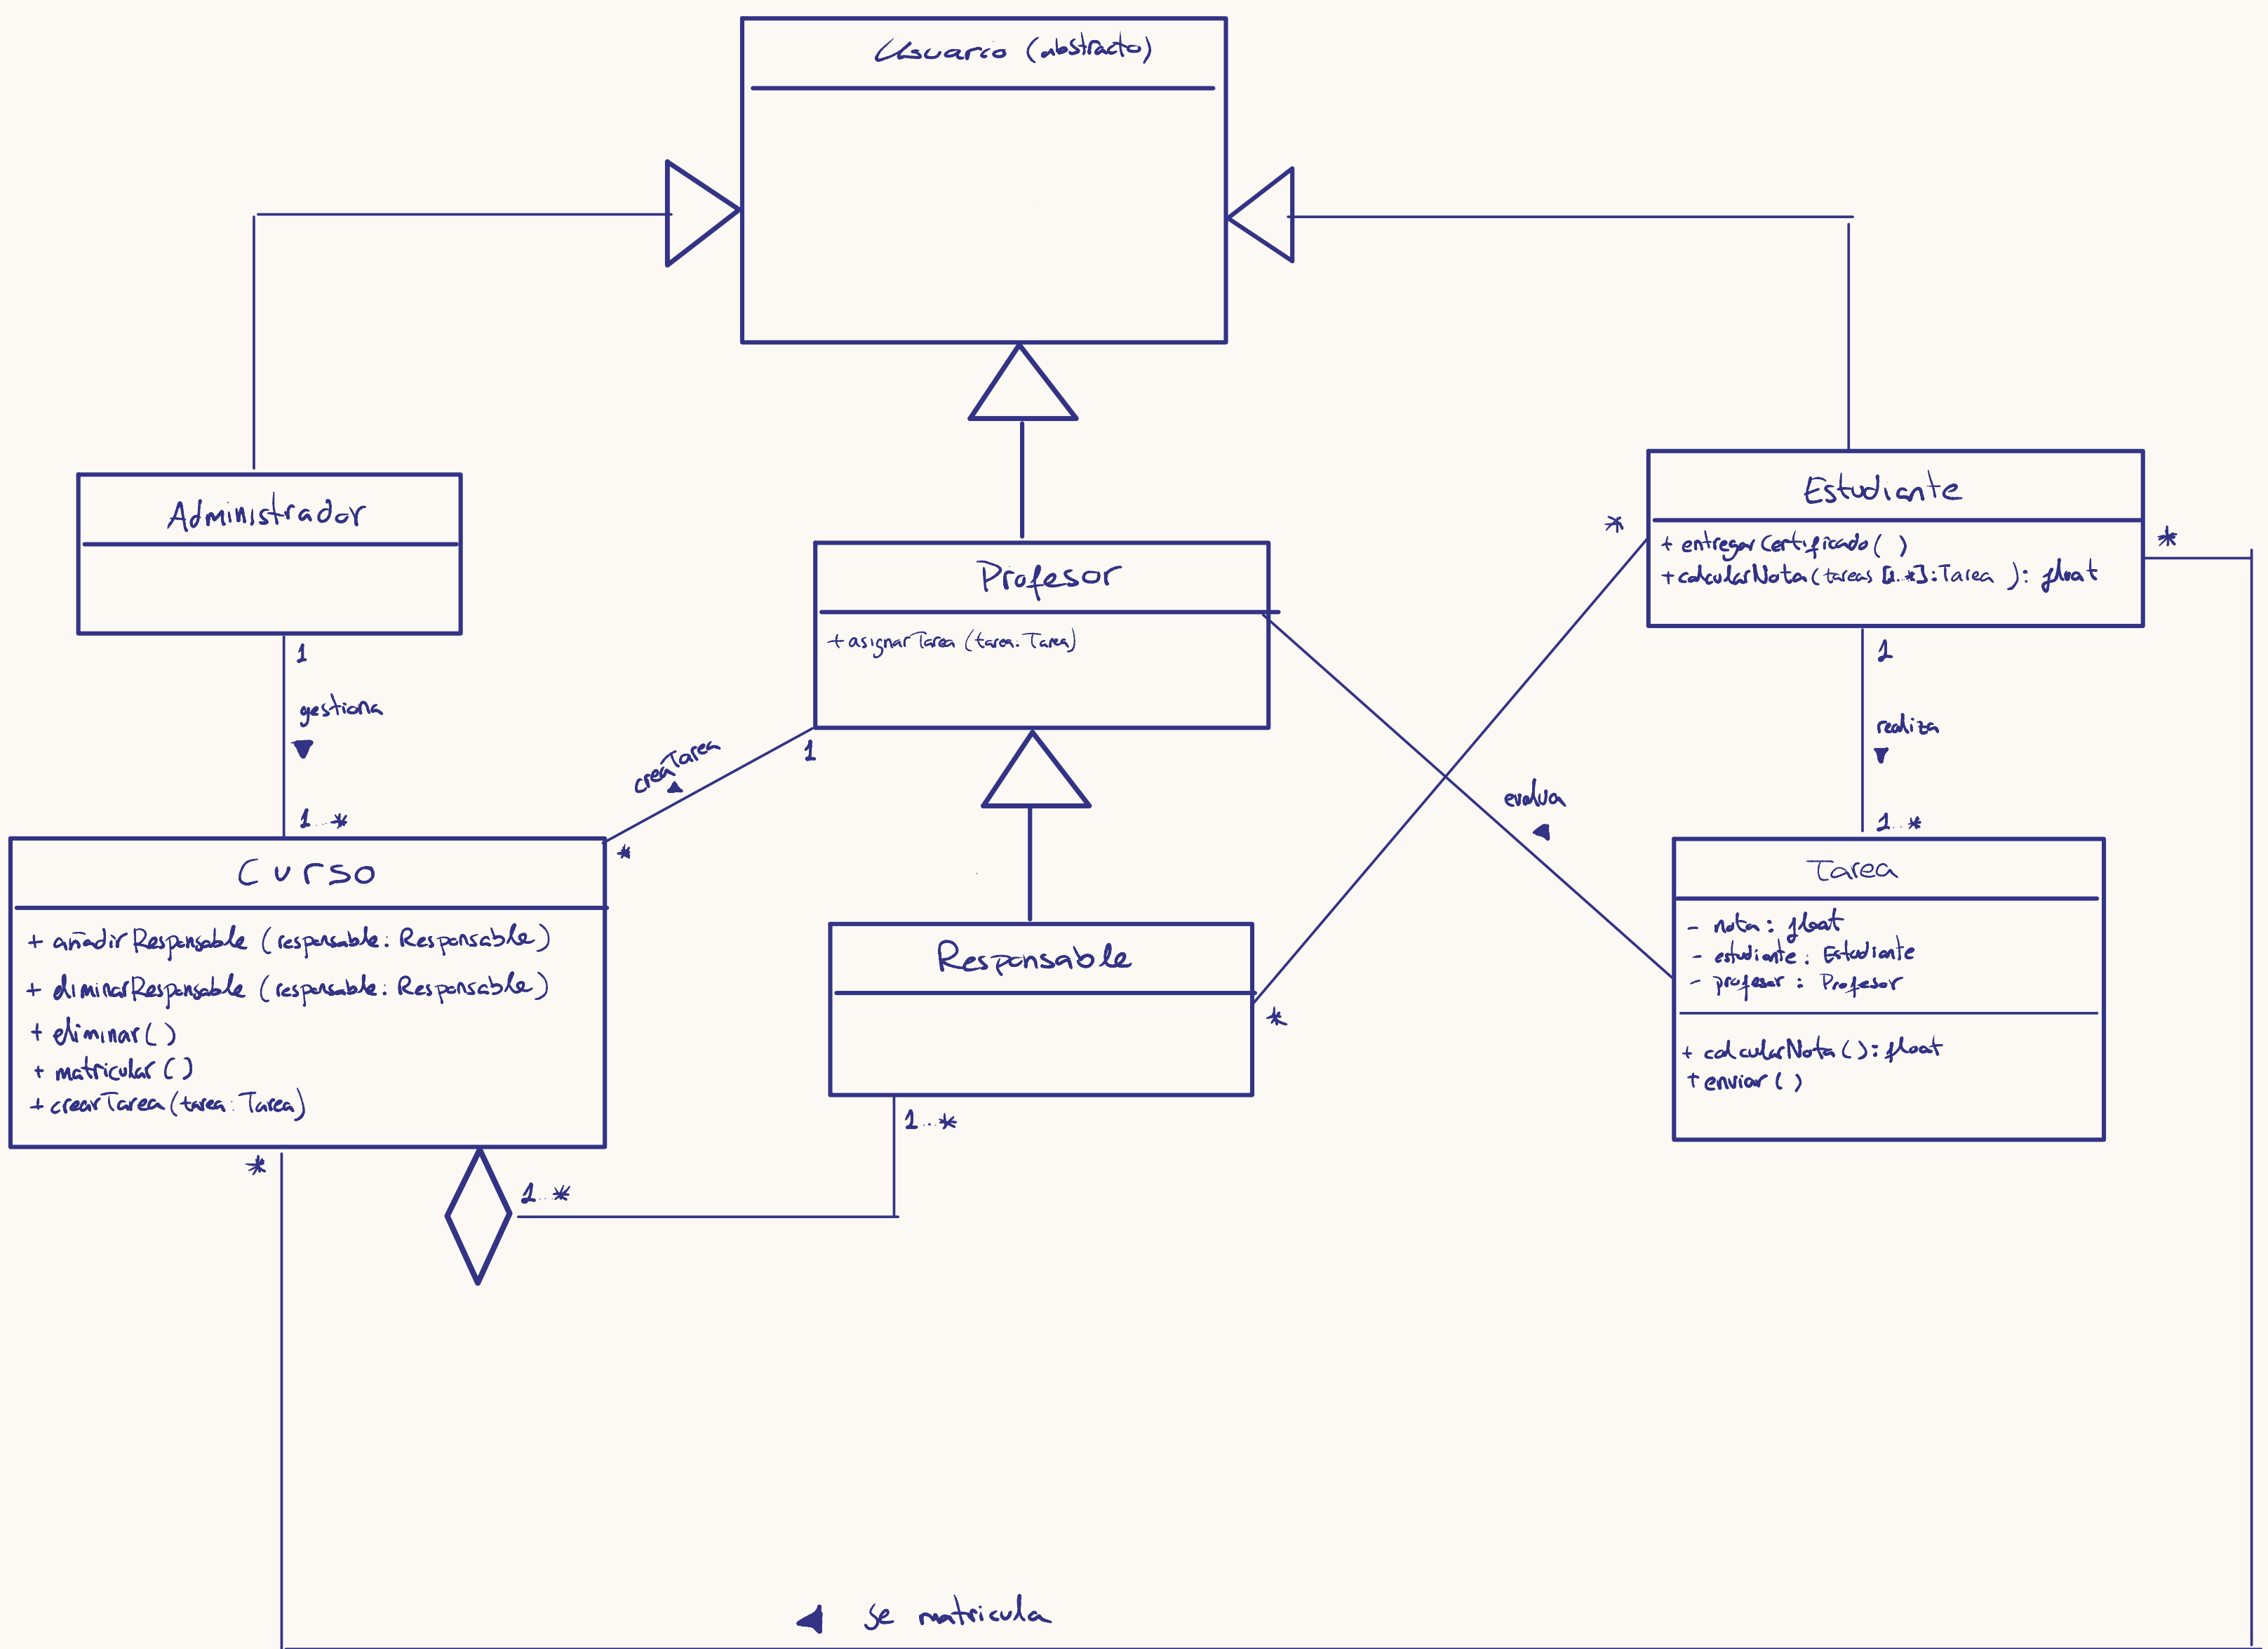 Usuario (abstracto)
Administrador
1
gestiona
1..*
Profesor
+ asignarTarea (tarea: Tarea)
1
creaTarea
*
Estudiante
+ entregarCertificado ( )
+ calcularNota (tareas [1..*]: Tarea ): float
*
*
1
realiza
1..*
evalua
Curso
+ añadirResponsable (responsable: Responsable)
+ eliminarResponsable (responsable: Responsable)
+ eliminar ( )
+ matricular ( )
+ crearTarea (tarea: Tarea)
*
1..*
Responsable
*
1..*
Tarea
- nota: float
- estudiante: Estudiante
- profesor: Profesor
+ calcularNota ( ): float
+ enviar ( )
se matricula